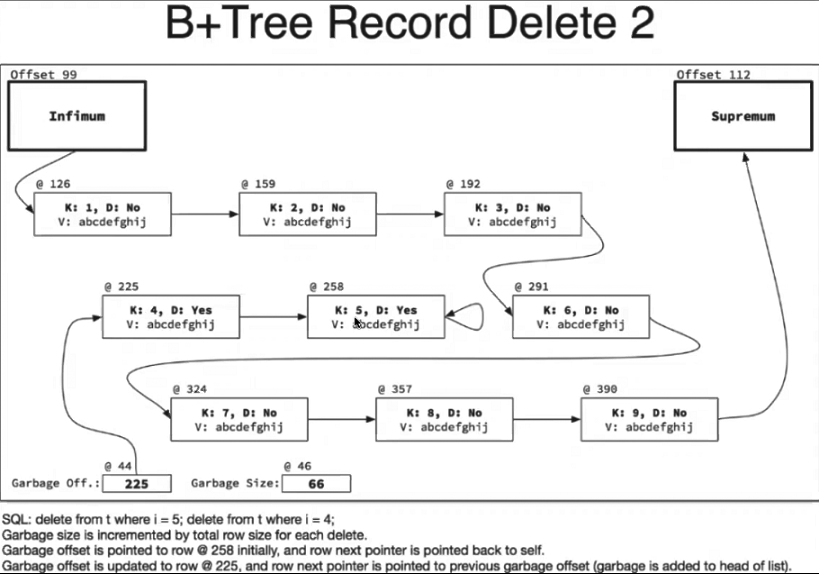 B+Tree Record Delete 2
Offset 99
Offset 112
Infimum
Supremum
@ 126
@ 159
@ 192
K: 1, D: No
V: abcdefghij
K: 2, D: No
V: abcdefghij
K: 3, D: No
V: abcdefghij
@ 225
@ 258
@ 291
K: 4, D: Yes
V: abcdefghij
K: 5, D: Yes
V: abcdefghij
K: 6, D: No
V: abcdefghij
@ 324
@ 357
@ 390
K: 7, D: No
V: abcdefghij
K: 8, D: No
V: abcdefghij
K: 9, D: No
V: abcdefghij
@ 44
@ 46
Garbage Off.: 225
Garbage Size: 66
SQL: delete from t where i = 5; delete from t where i = 4;
Garbage size is incremented by total row size for each delete.
Garbage offset is pointed to row @ 258 initially, and row next pointer is pointed back to self.
Garbage offset is updated to row @ 225, and row next pointer is pointed to previous garbage offset (garbage is added to head of list).